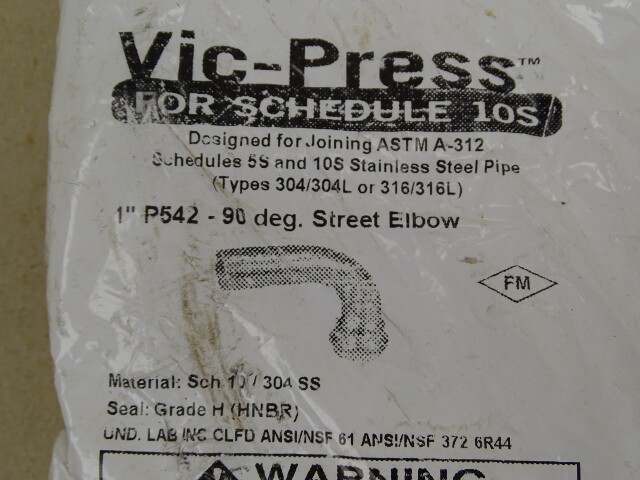 Vic-Press™
FOR SCHEDULE 10S
Designed for Joining ASTM A-312
Schedules 5S and 10S Stainless Steel Pipe
(Types 304/304L or 316/316L)
1" P542 - 90 deg. Street Elbow
FM
Material: Sch 10 / 304 SS
Seal: Grade H (HNBR)
UND. LAB INC CLFD ANSI/NSF 61 ANSI/NSF 372 6R44
WARNING